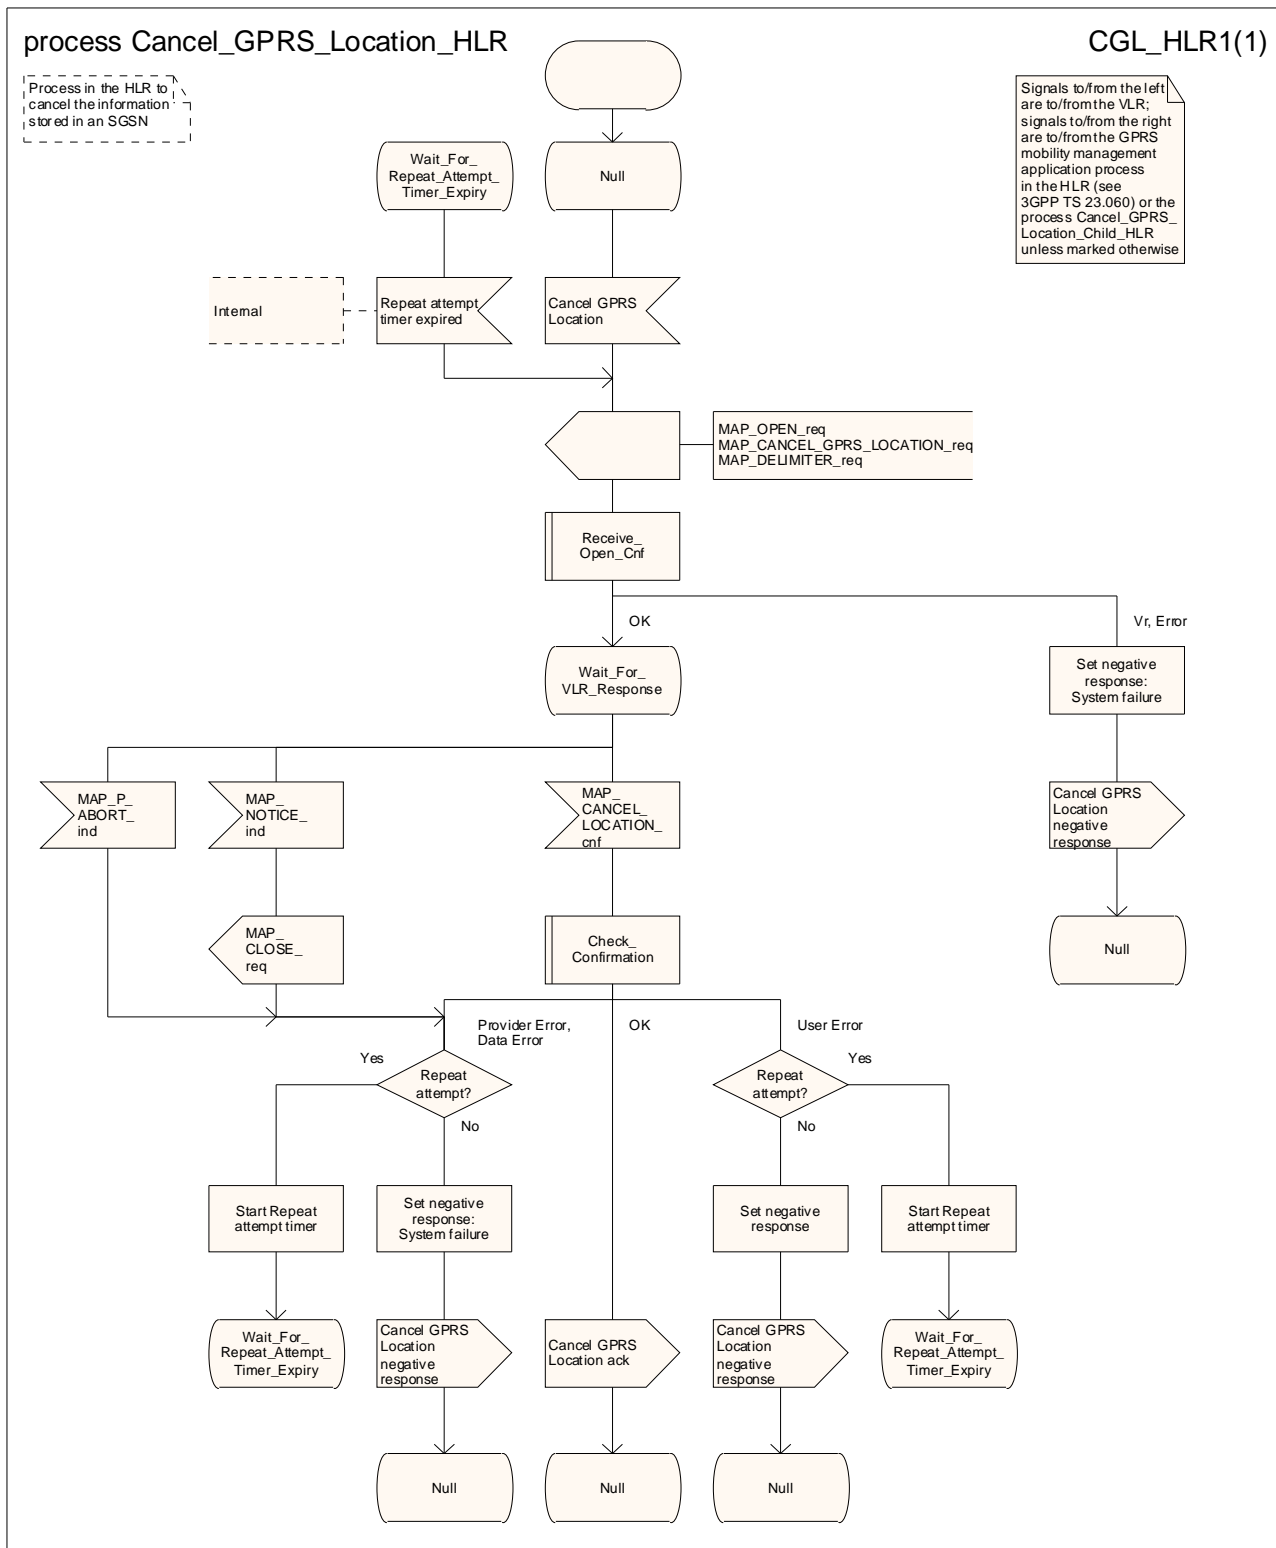 process Cancel_GPRS_Location_HLR
CGL_HLR1(1)
Process in the HLR to
cancel the information
stored in an SGSN
Signals to/from the left
are to/from the VLR;
signals to/from the right
are to/from the GPRS
mobility management
application process
in the HLR (see
3GPP TS 23.060) or the
process Cancel_GPRS_
Location_Child_HLR
unless marked otherwise
Wait_For_
Repeat_Attempt_
Timer_Expiry
Null
Internal
Repeat attempt
timer expired
Cancel GPRS
Location
MAP_OPEN_req
MAP_CANCEL_GPRS_LOCATION_req
MAP_DELIMITER_req
Receive_
Open_Cnf
OK
Vr, Error
Wait_For_
VLR_Response
Set negative
response:
System failure
MAP_P_
ABORT_
ind
MAP_
NOTICE_
ind
MAP_
CANCEL_
LOCATION_
cnf
Cancel GPRS
Location
negative
response
MAP_
CLOSE_
req
Check_
Confirmation
Null
Provider Error,
Data Error
OK
User Error
Yes
Repeat
attempt?
No
Yes
Repeat
attempt?
No
Start Repeat
attempt timer
Set negative
response:
System failure
Set negative
response
Start Repeat
attempt timer
Wait_For_
Repeat_Attempt_
Timer_Expiry
Cancel GPRS
Location
negative
response
Cancel GPRS
Location ack
Cancel GPRS
Location
negative
response
Wait_For_
Repeat_Attempt_
Timer_Expiry
Null
Null
Null